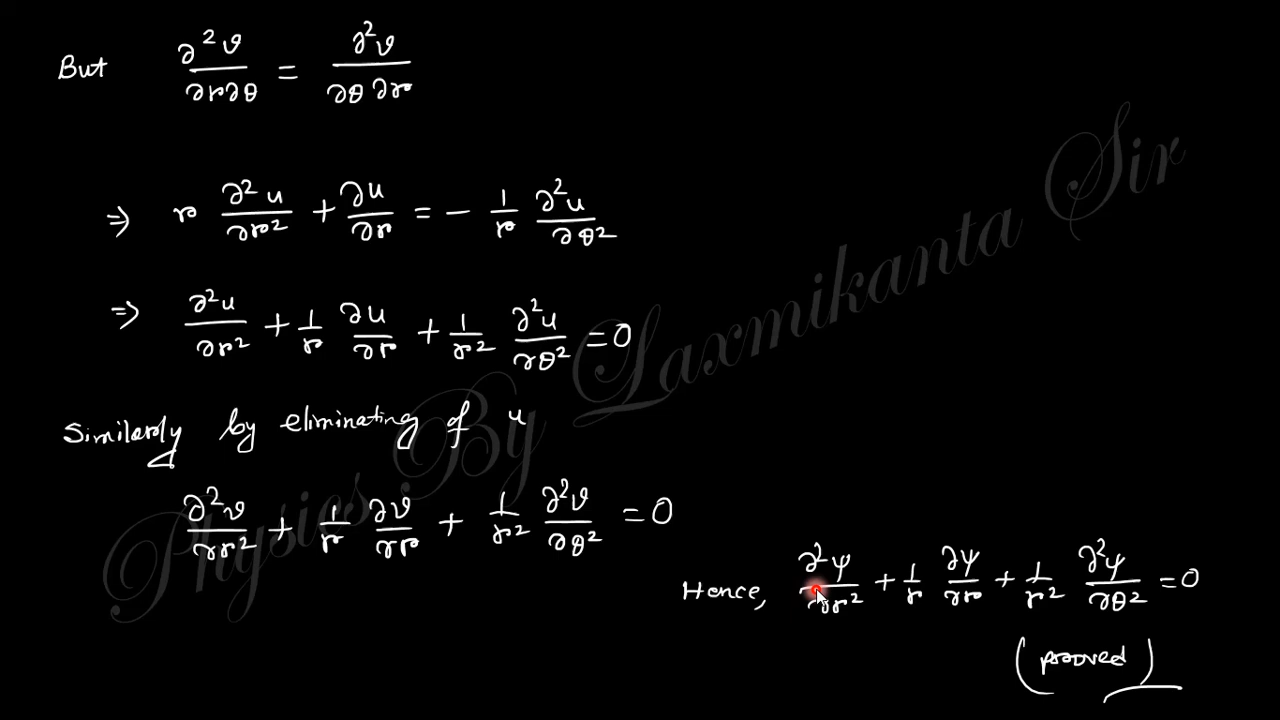 But ∂²v/∂r∂θ = ∂²v/∂θ∂r
⇒ r ∂²u/∂r² + ∂u/∂r = - 1/r ∂²u/∂θ²
⇒ ∂²u/∂r² + 1/r ∂u/∂r + 1/r² ∂²u/∂θ² = 0
Similarly by eliminating of u
∂²v/∂r² + 1/r ∂v/∂r + 1/r² ∂²v/∂θ² = 0
Hence, ∂²ψ/∂r² + 1/r ∂ψ/∂r + 1/r² ∂²ψ/∂θ² = 0
(proved)
Physics By Laxmikanta Sir